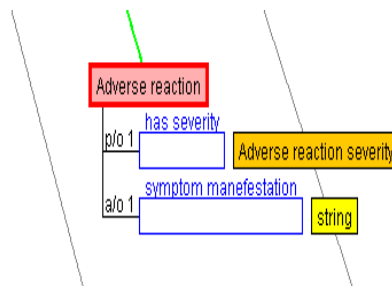 Adverse reaction
has severity
p/o 1
Adverse reaction severity
symptom manefestation
a/o 1
string